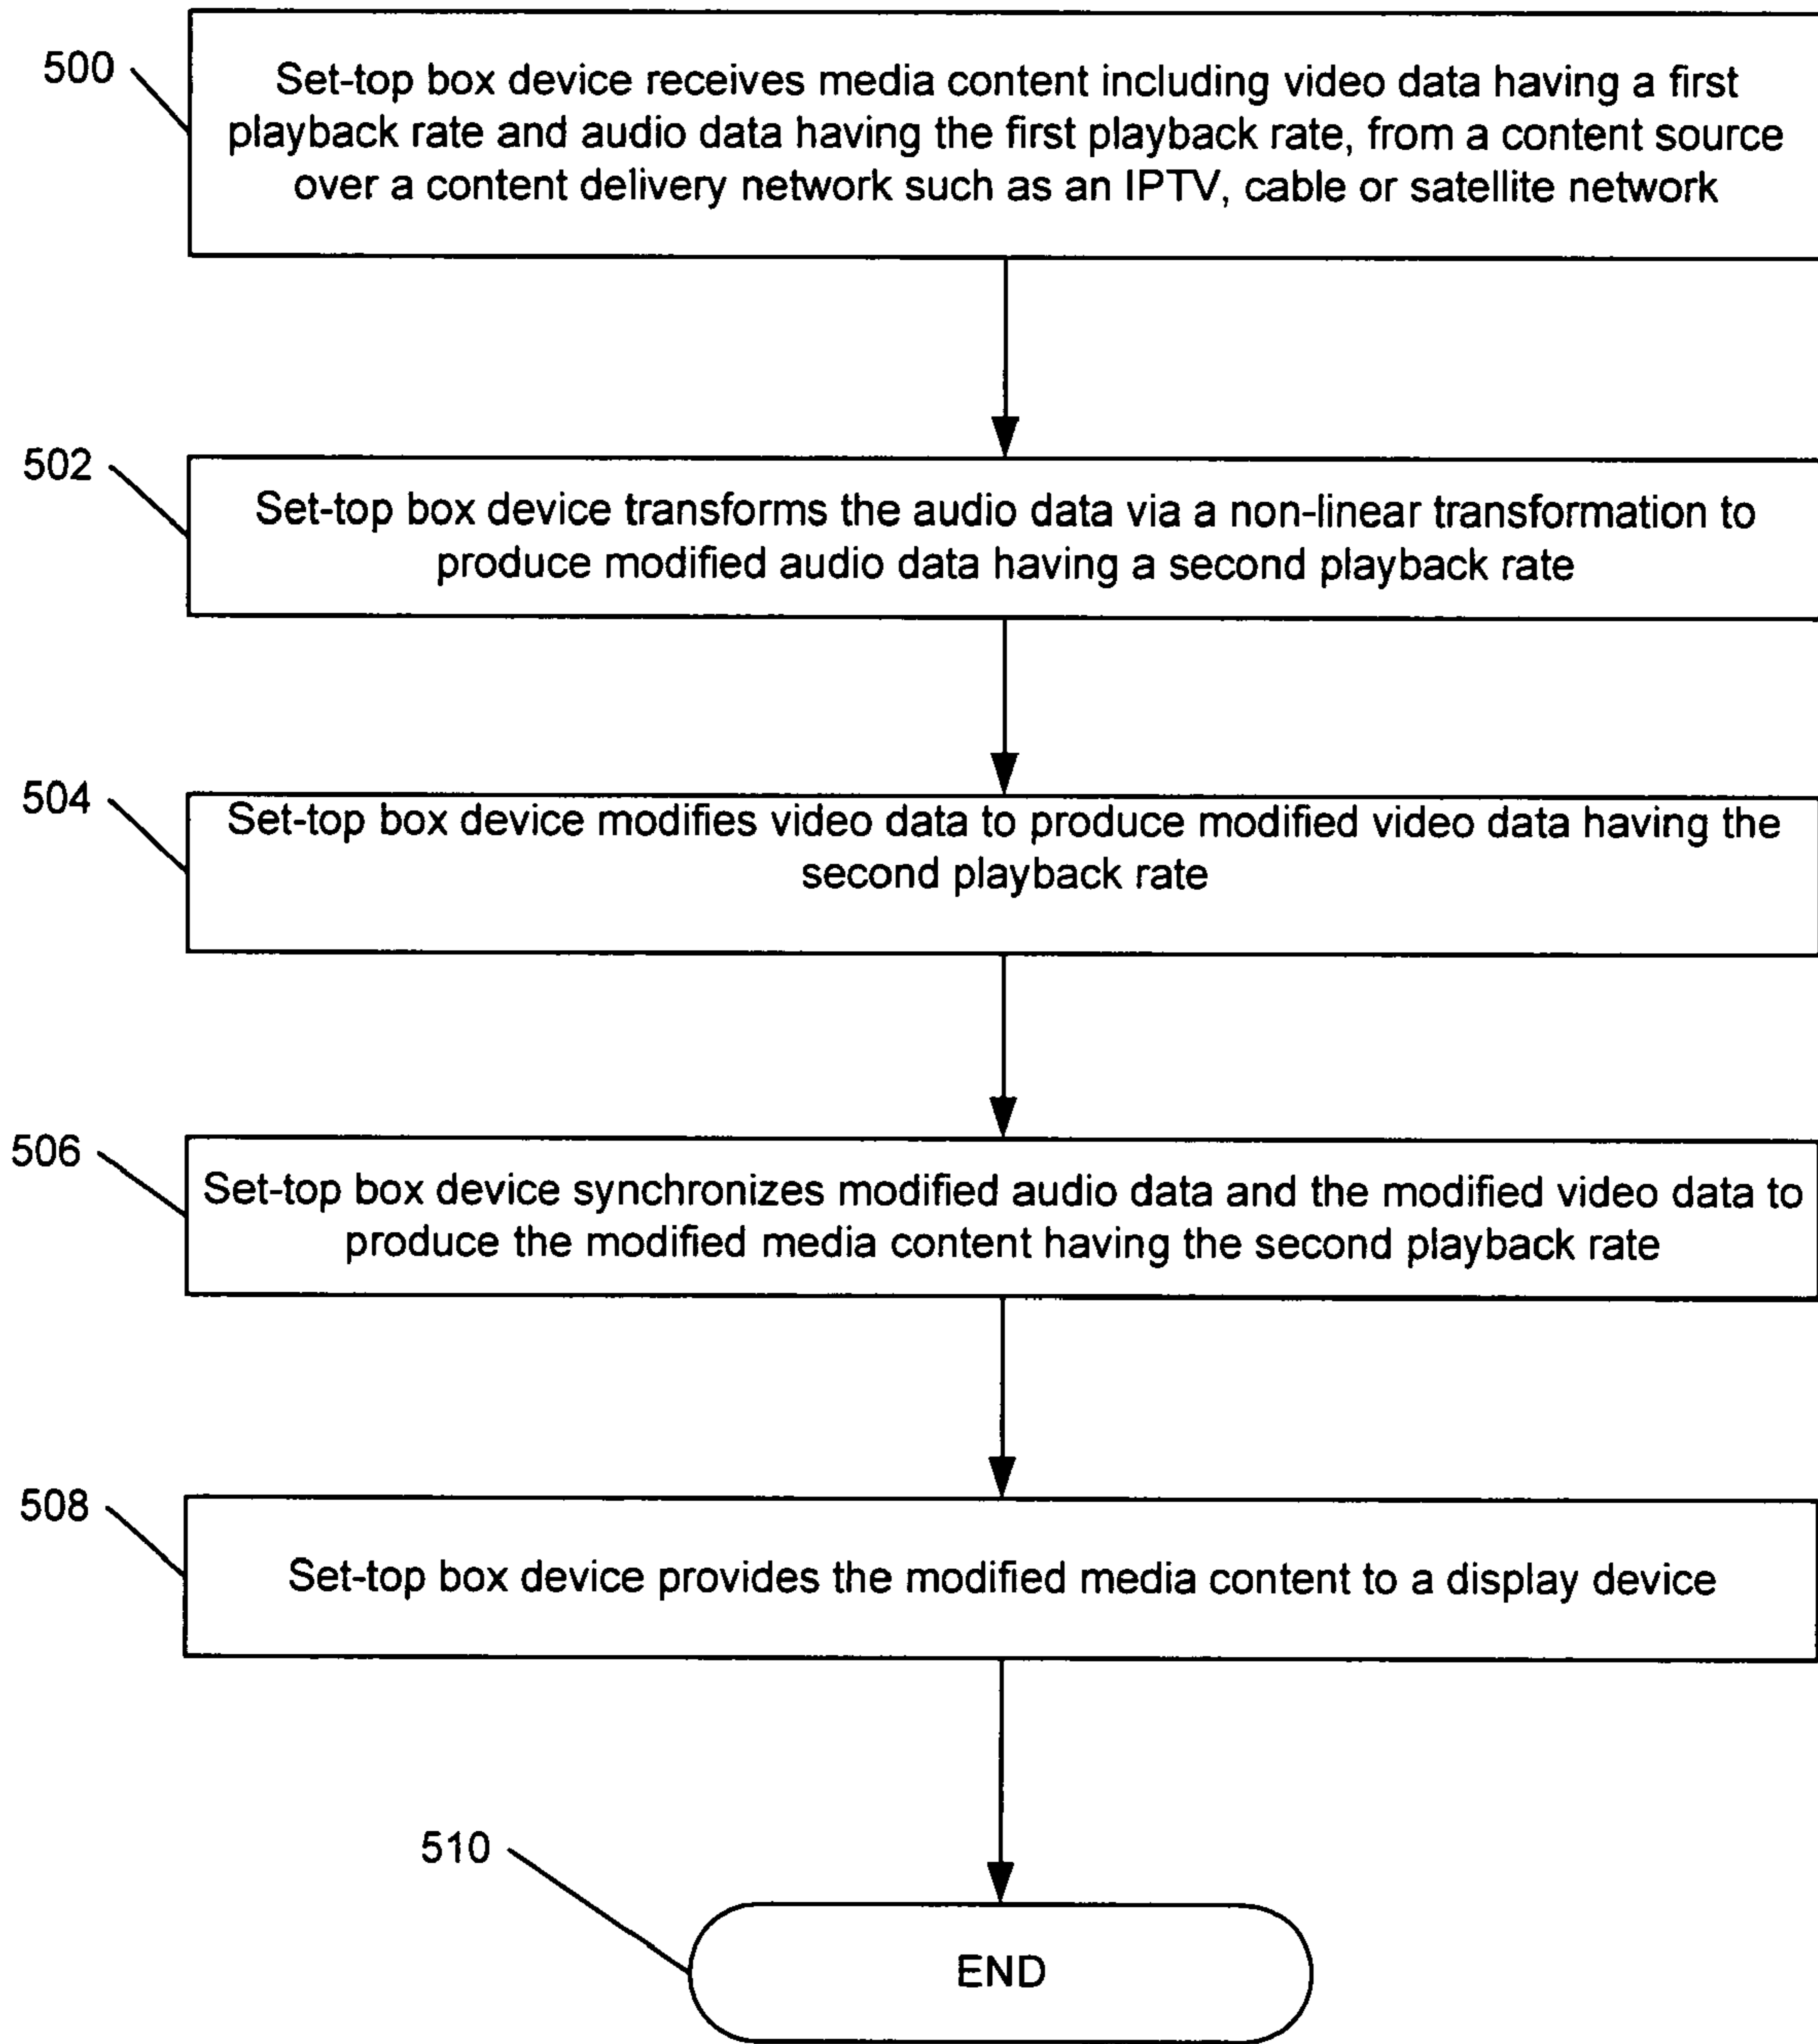 500
Set-top box device receives media content including video data having a first
playback rate and audio data having the first playback rate, from a content source
over a content delivery network such as an IPTV, cable or satellite network
502
Set-top box device transforms the audio data via a non-linear transformation to
produce modified audio data having a second playback rate
504
Set-top box device modifies video data to produce modified video data having the
second playback rate
506
Set-top box device synchronizes modified audio data and the modified video data to
produce the modified media content having the second playback rate
508
Set-top box device provides the modified media content to a display device
510
END